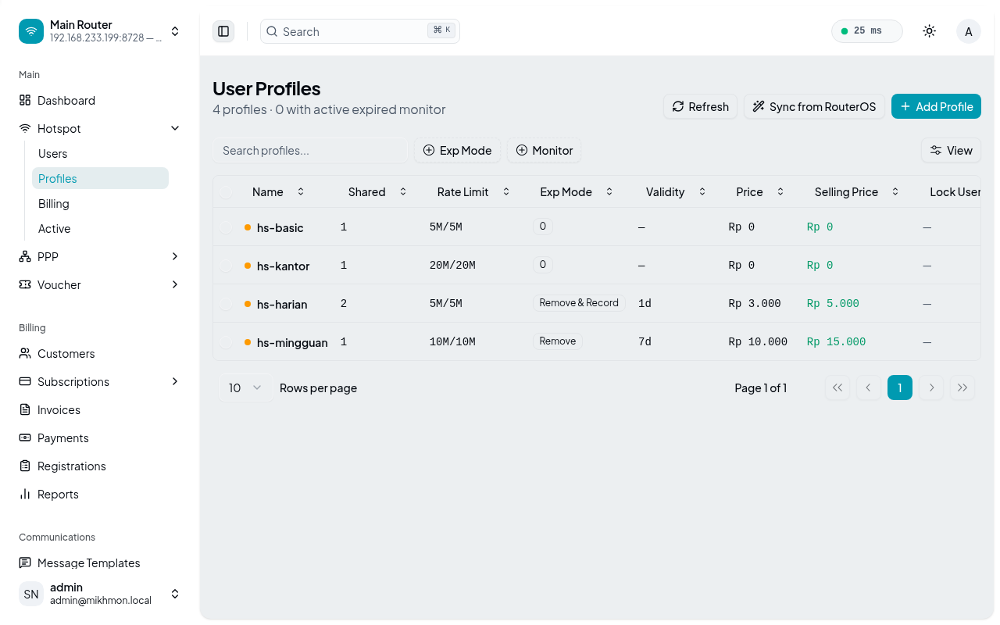 Main Router
192.168.233.199:8728 — ...
Search
⌘ K
25 ms
A
Main
Dashboard
Hotspot
Users
Profiles
Billing
Active
PPP
Voucher
Billing
Customers
Subscriptions
Invoices
Payments
Registrations
Reports
Communications
Message Templates
SN
admin
admin@mikhmon.local
User Profiles
4 profiles · 0 with active expired monitor
Refresh
Sync from RouterOS
Add Profile
Search profiles...
Exp Mode
Monitor
View
Name Shared Rate Limit Exp Mode Validity Price Selling Price Lock User
hs-basic 1 5M/5M 0 — Rp 0 Rp 0 —
hs-kantor 1 20M/20M 0 — Rp 0 Rp 0 —
hs-harian 2 5M/5M Remove & Record 1d Rp 3.000 Rp 5.000 —
hs-mingguan 1 10M/10M Remove 7d Rp 10.000 Rp 15.000 —
10 Rows per page
Page 1 of 1
1